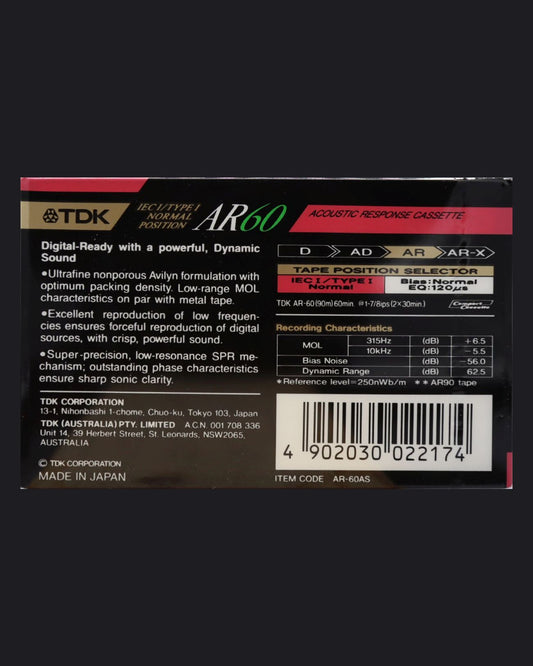 TDK
IEC I/TYPE I
NORMAL
POSITION
AR60
ACOUSTIC RESPONSE CASSETTE
Digital-Ready with a powerful, Dynamic
Sound
•Ultrafine nonporous Avilyn formulation with
optimum packing density. Low-range MOL
characteristics on par with metal tape.
•Excellent reproduction of low frequen-
cies ensures forceful reproduction of digital
sources, with crisp, powerful sound.
•Super-precision, low-resonance SPR me-
chanism; outstanding phase characteristics
ensure sharp sonic clarity.
TDK CORPORATION
13-1, Nihonbashi 1-chome, Chuo-ku, Tokyo 103, Japan
TDK (AUSTRALIA) PTY. LIMITED A.C.N. 001 708 336
Unit 14, 39 Herbert Street, St. Leonards, NSW2065,
AUSTRALIA
© TDK CORPORATION
MADE IN JAPAN
D AD AR AR-X
TAPE POSITION SELECTOR
IEC I/TYPE I Bias:Normal
Normal EQ:120μs
TDK AR-60 (90m) 60min. @1-7/8ips (2×30min.) Compact Cassette
Recording Characteristics
MOL 315Hz (dB) +6.5
10kHz (dB) −5.5
Bias Noise (dB) −56.0
Dynamic Range (dB) 62.5
*Reference level=250nWb/m **AR90 tape
4 902030 022174
ITEM CODE AR-60AS